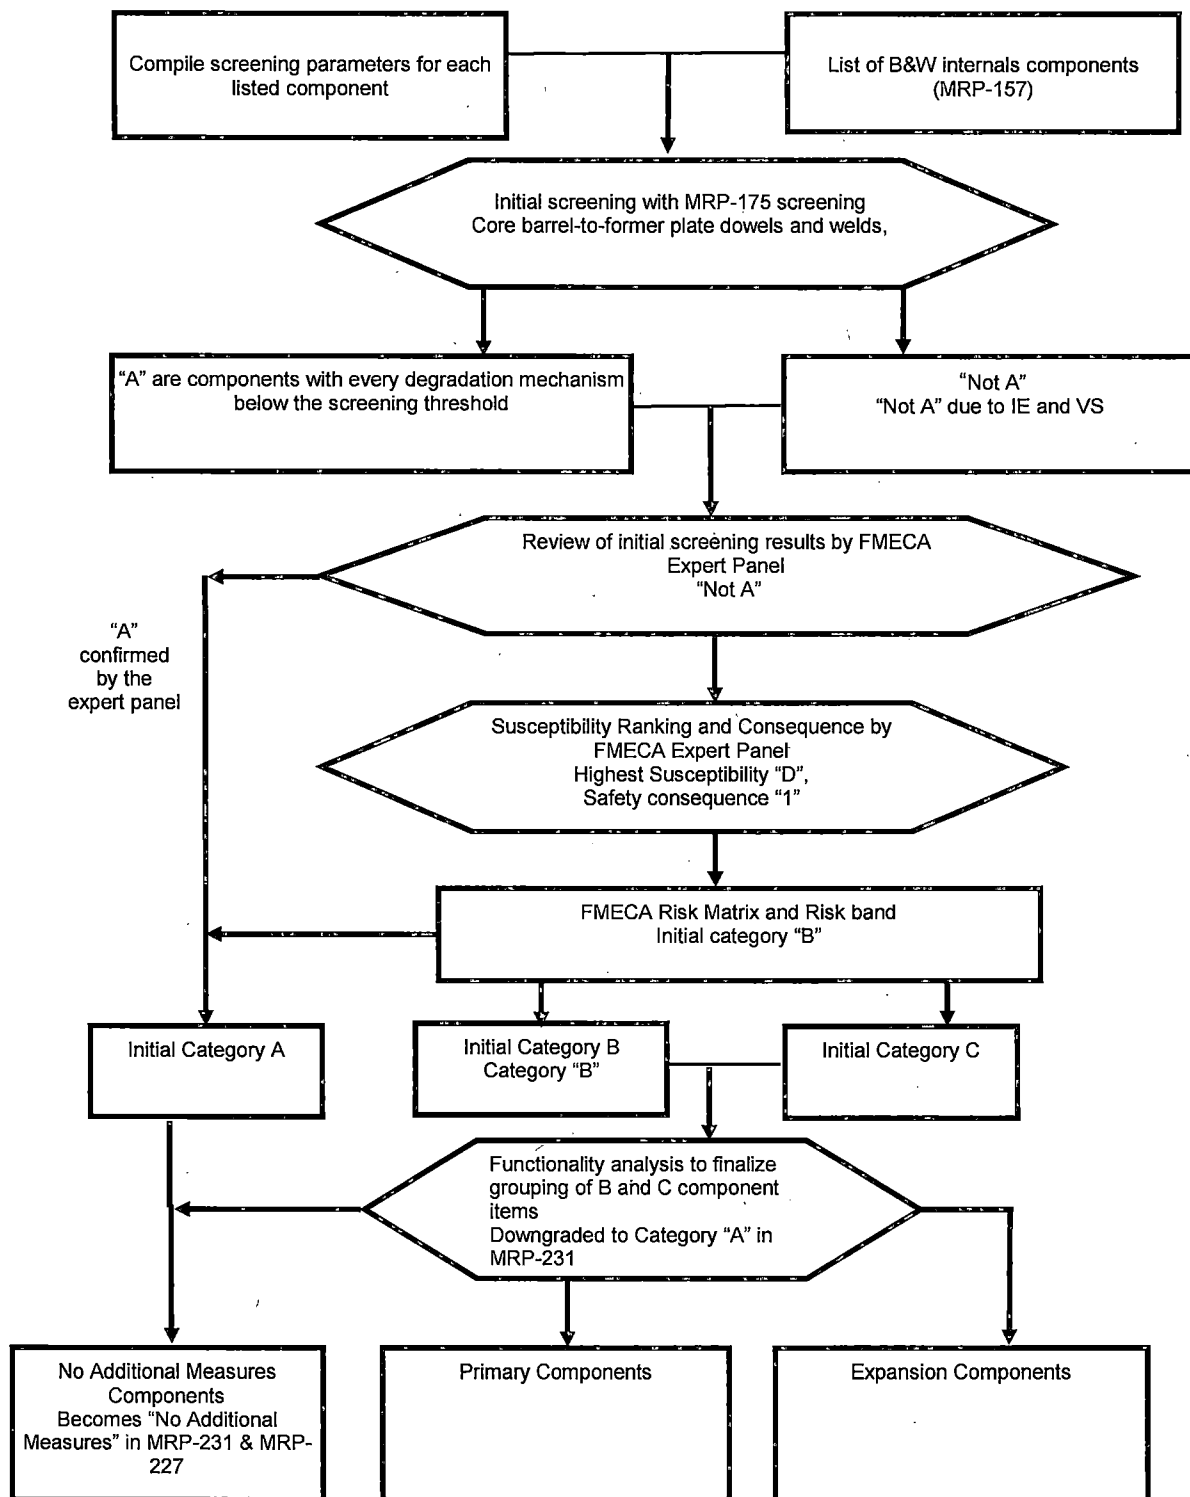 Compile screening parameters for each
listed component
List of B&W internals components
(MRP-157)
Initial screening with MRP-175 screening
Core barrel-to-former plate dowels and welds,
“A” are components with every degradation mechanism
below the screening threshold
“Not A”
“Not A” due to IE and VS
Review of initial screening results by FMECA
Expert Panel
“Not A”
“A”
confirmed
by the
expert panel
Susceptibility Ranking and Consequence by
FMECA Expert Panel
Highest Susceptibility “D”,
Safety consequence “1”
FMECA Risk Matrix and Risk band
Initial category “B”
Initial Category A
Initial Category B
Category “B”
Initial Category C
Functionality analysis to finalize
grouping of B and C component
items
Downgraded to Category “A” in
MRP-231
No Additional Measures
Components
Becomes “No Additional
Measures” in MRP-231 & MRP-
227
Primary Components
Expansion Components